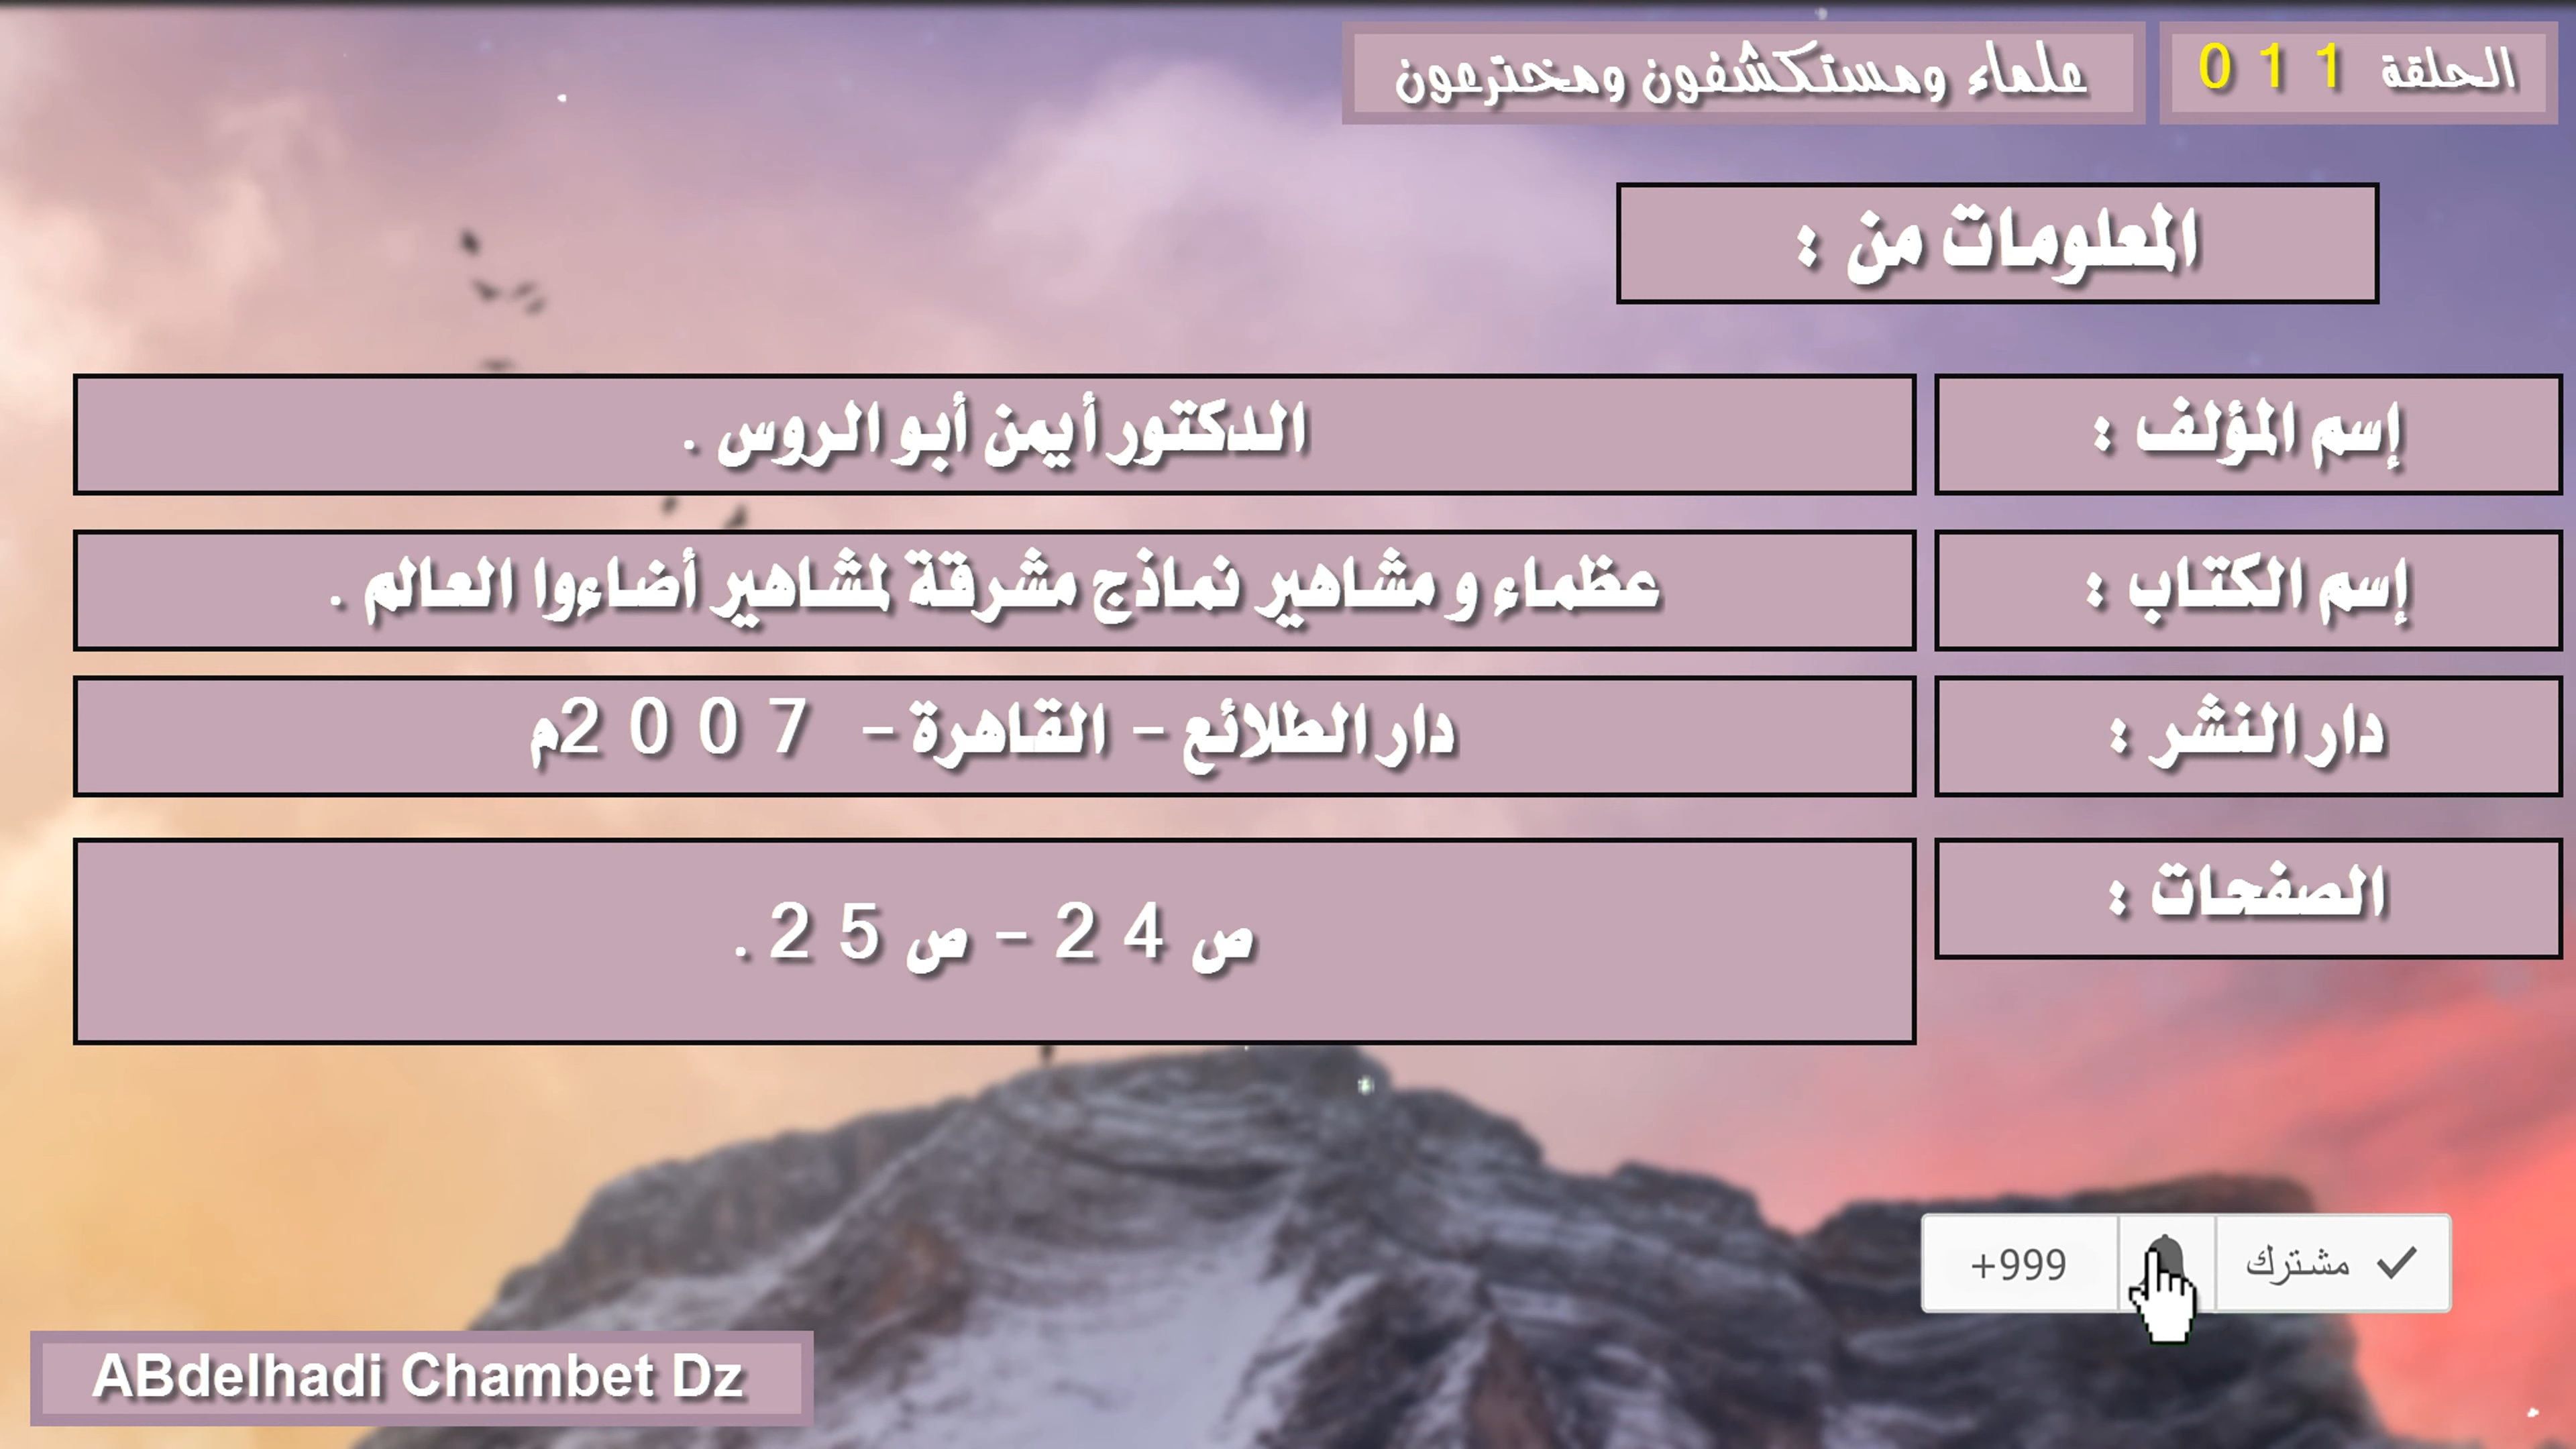 الحلقة 011
علماء ومستكشفون ومخترعون
المعلومات من :
إسم المؤلف :
الدكتور أيمن أبو الروس .
إسم الكتاب :
عظماء و مشاهير نماذج مشرقة لمشاهير أضاءوا العالم .
دار النشر :
دار الطلائع – القاهرة – 2007م
الصفحات :
ص 24 – ص 25 .
مشترك
+999
ABdelhadi Chambet Dz